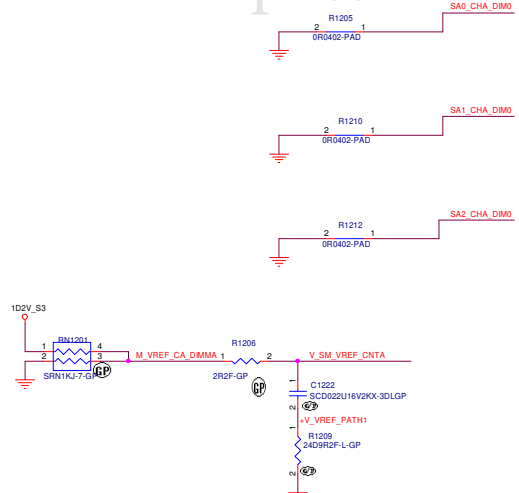 SA0_CHA_DIM0
R1205
2 1
0R0402-PAD
SA1_CHA_DIM0
R1210
2 1
0R0402-PAD
SA2_CHA_DIM0
R1212
2 1
0R0402-PAD
1D2V_S3
RN1201
1 4
2 3
SRN1KJ-7-GP
GP
M_VREF_CA_DIMMA
R1206
1 2
2R2F-GP
GP
V_SM_VREF_CNTA
1
C1222
SCD022U16V2KX-3DLGP
2
GP
+V_VREF_PATH1
1
R1209
24D9R2F-L-GP
2
GP